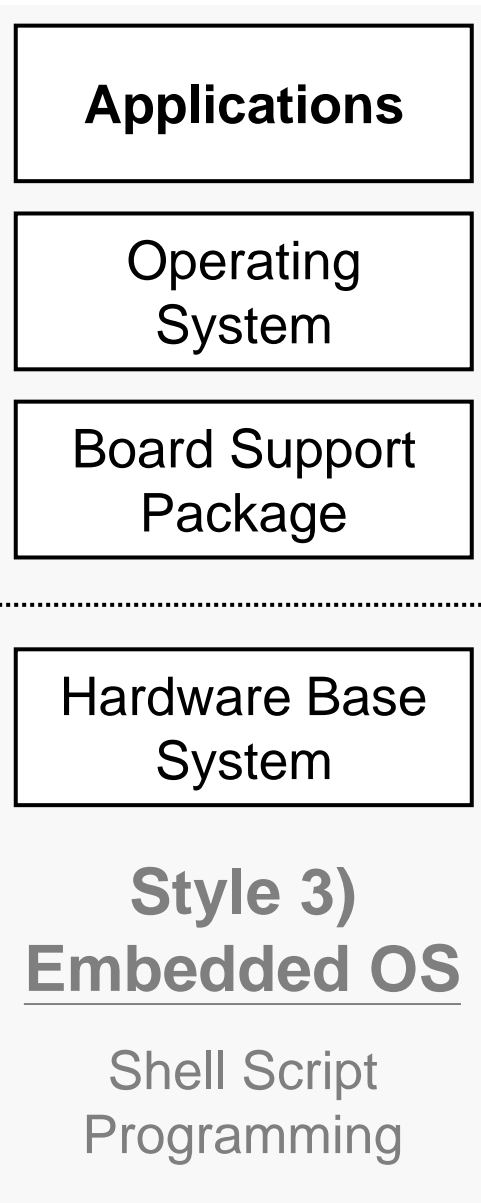 Applications
Operating
System
Board Support
Package
Hardware Base
System
Style 3)
Embedded OS
Shell Script
Programming